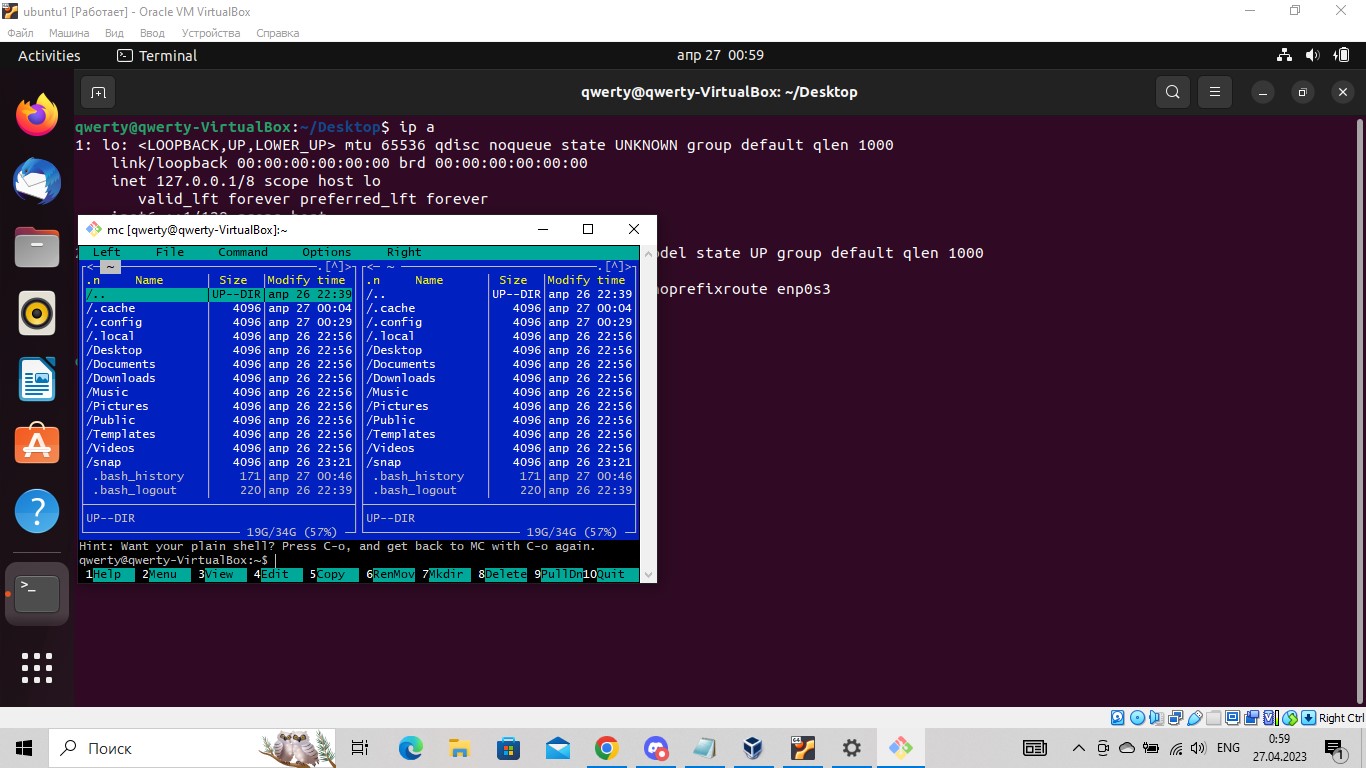 ubuntu1 [Работает] - Oracle VM VirtualBox
Файл Машина Вид Ввод Устройства Справка
Activities Terminal апр 27 00:59
qwerty@qwerty-VirtualBox: ~/Desktop
qwerty@qwerty-VirtualBox:~/Desktop$ ip a
1: lo: <LOOPBACK,UP,LOWER_UP> mtu 65536 qdisc noqueue state UNKNOWN group default qlen 1000
link/loopback 00:00:00:00:00:00 brd 00:00:00:00:00:00
inet 127.0.0.1/8 scope host lo
valid_lft forever preferred_lft forever
state UP group default qlen 1000
noprefixroute enp0s3
mc [qwerty@qwerty-VirtualBox]:~
Left File Command Options Right
<─ ~ .[^]> <─ ~ .[^]>
.n Name Size Modify time .n Name Size Modify time
/.. UP--DIR апр 26 22:39 /.. UP--DIR апр 26 22:39
/.cache 4096 апр 27 00:04 /.cache 4096 апр 27 00:04
/.config 4096 апр 27 00:29 /.config 4096 апр 27 00:29
/.local 4096 апр 26 22:56 /.local 4096 апр 26 22:56
/Desktop 4096 апр 26 22:56 /Desktop 4096 апр 26 22:56
/Documents 4096 апр 26 22:56 /Documents 4096 апр 26 22:56
/Downloads 4096 апр 26 22:56 /Downloads 4096 апр 26 22:56
/Music 4096 апр 26 22:56 /Music 4096 апр 26 22:56
/Pictures 4096 апр 26 22:56 /Pictures 4096 апр 26 22:56
/Public 4096 апр 26 22:56 /Public 4096 апр 26 22:56
/Templates 4096 апр 26 22:56 /Templates 4096 апр 26 22:56
/Videos 4096 апр 26 22:56 /Videos 4096 апр 26 22:56
/snap 4096 апр 26 23:21 /snap 4096 апр 26 23:21
.bash_history 171 апр 27 00:46 .bash_history 171 апр 27 00:46
.bash_logout 220 апр 26 22:39 .bash_logout 220 апр 26 22:39
UP--DIR UP--DIR
19G/34G (57%) 19G/34G (57%)
Hint: Want your plain shell? Press C-o, and get back to MC with C-o again.
qwerty@qwerty-VirtualBox:~$
1Help 2Menu 3View 4Edit 5Copy 6RenMov 7Mkdir 8Delete 9PullDn 10Quit
Right Ctrl
Поиск ENG 0:59
27.04.2023
1